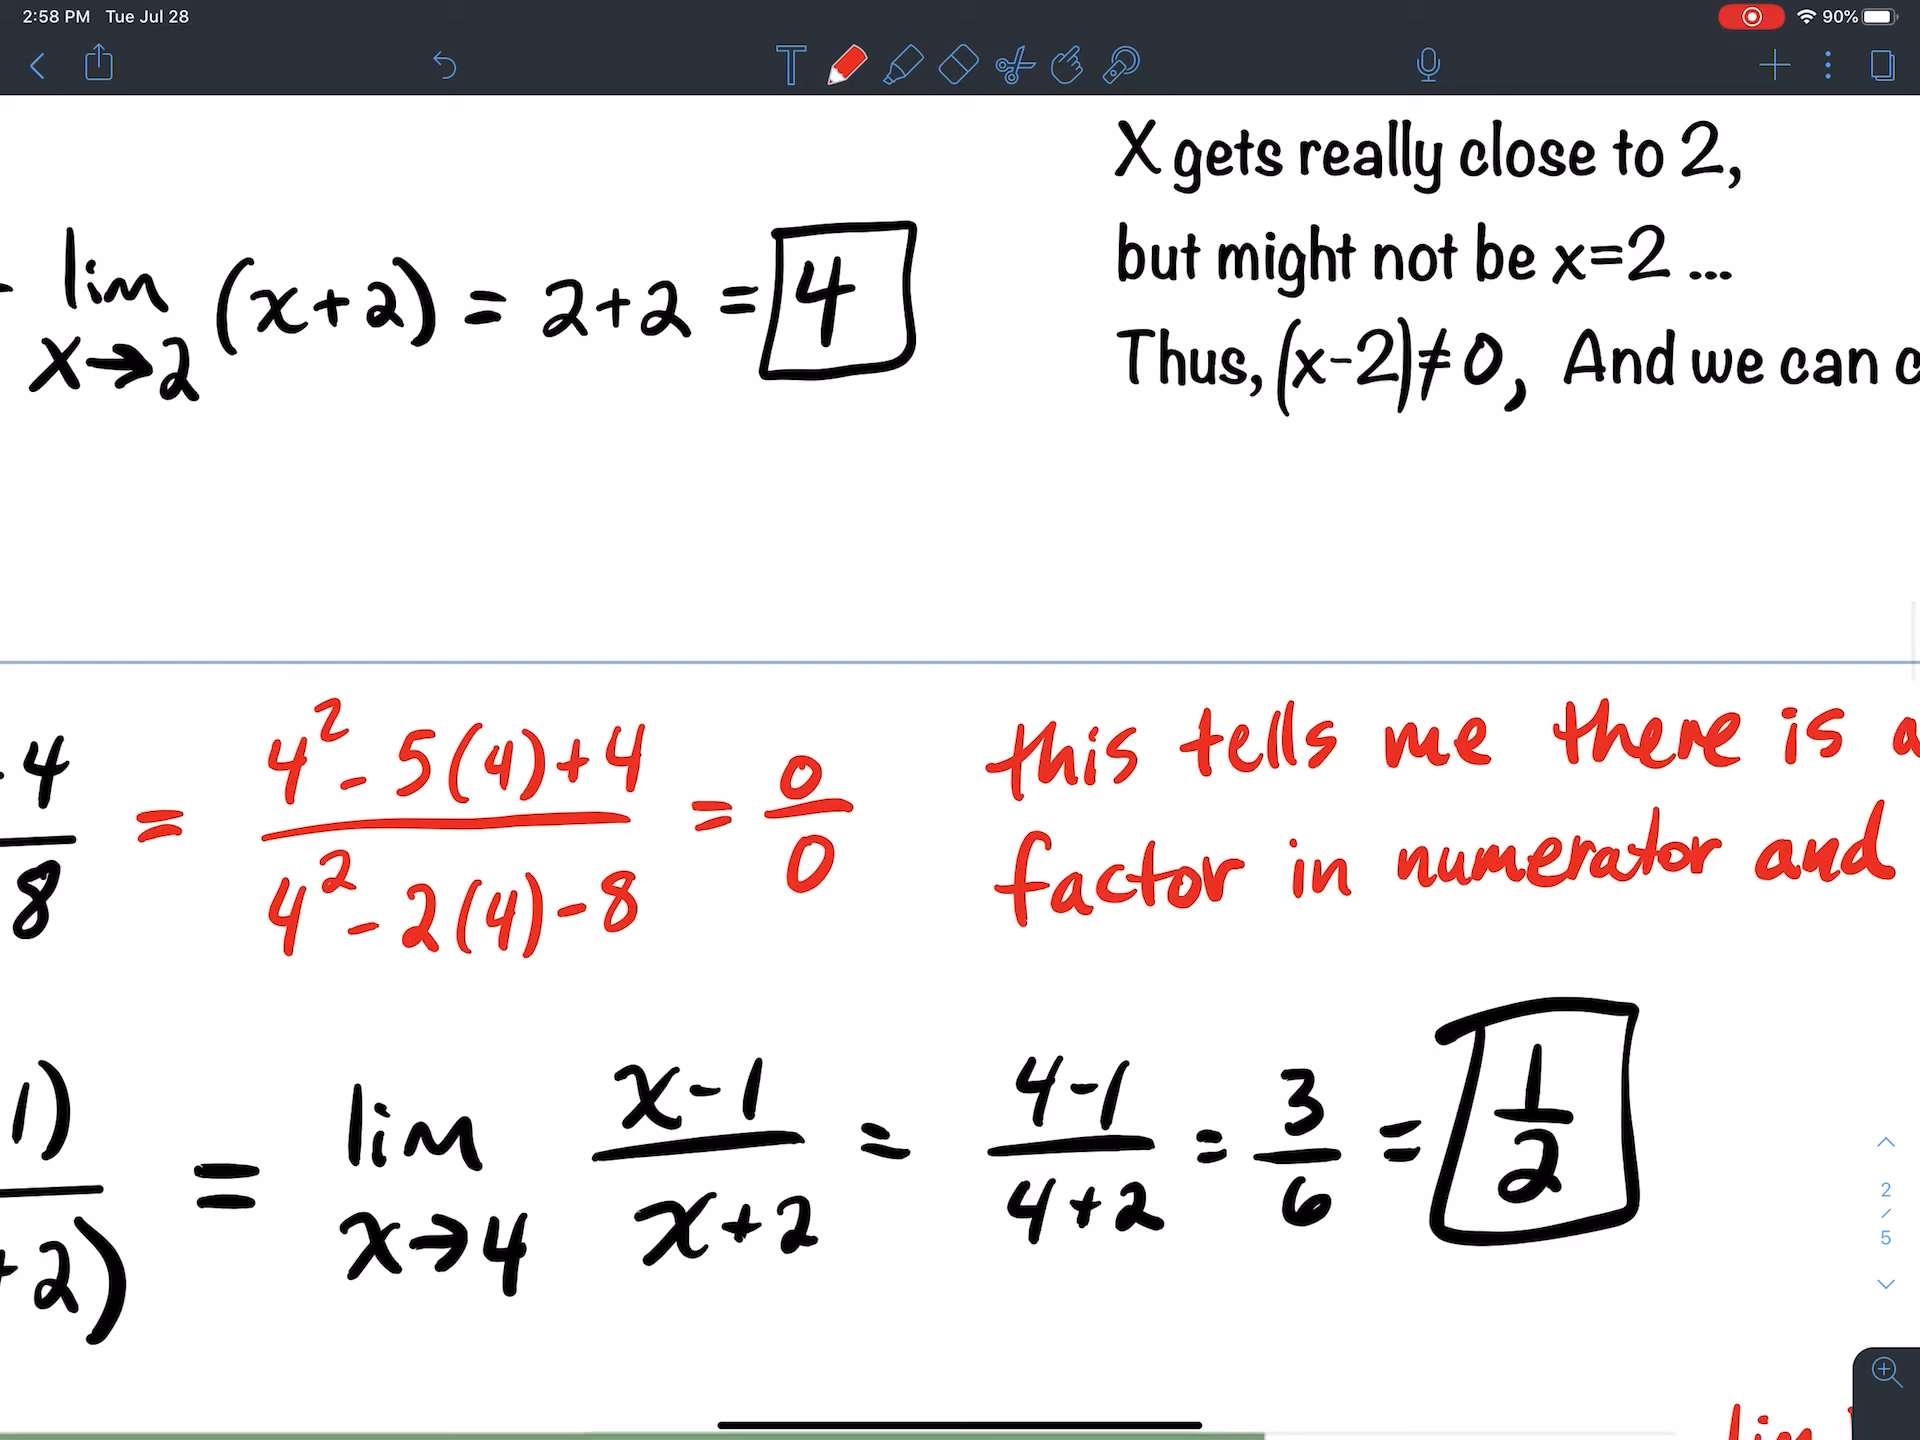 2:58 PM Tue Jul 28
90%
X gets really close to 2,
but might not be x=2 ...
Thus, (x-2)≠0, And we can c
lim (x+2) = 2+2 = 4
x→2
-4
8
= 4² - 5(4)+4 = 0
4² - 2(4) - 8 0
this tells me there is a
factor in numerator and
1)
+2)
= lim x-1 = 4-1 = 3 = 1
x→4 x+2 4+2 6 2
2
/
5
lim